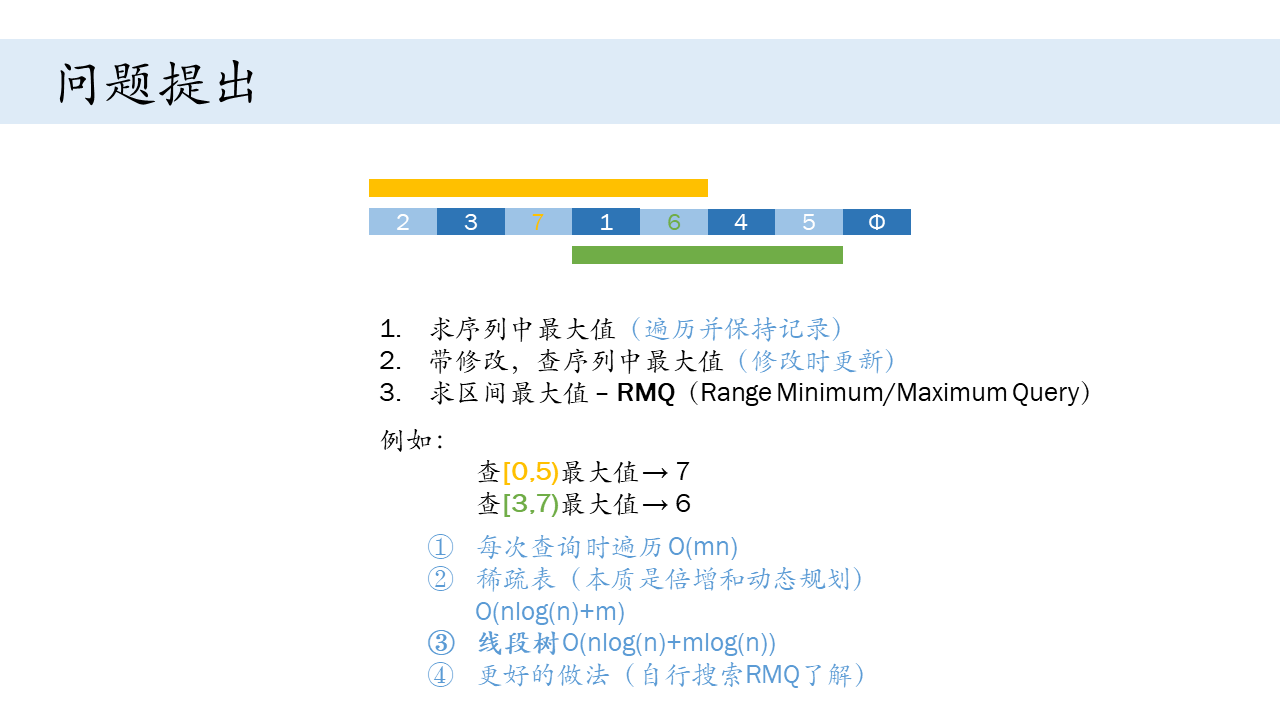 问题提出
2 3 7 1 6 4 5 Φ
1. 求序列中最大值（遍历并保持记录）
2. 带修改，查序列中最大值（修改时更新）
3. 求区间最大值 – RMQ（Range Minimum/Maximum Query）
例如：
查[0,5)最大值→ 7
查[3,7)最大值→ 6
① 每次查询时遍历 O(mn)
② 稀疏表（本质是倍增和动态规划）
O(nlog(n)+m)
③ 线段树O(nlog(n)+mlog(n))
④ 更好的做法（自行搜索RMQ了解）